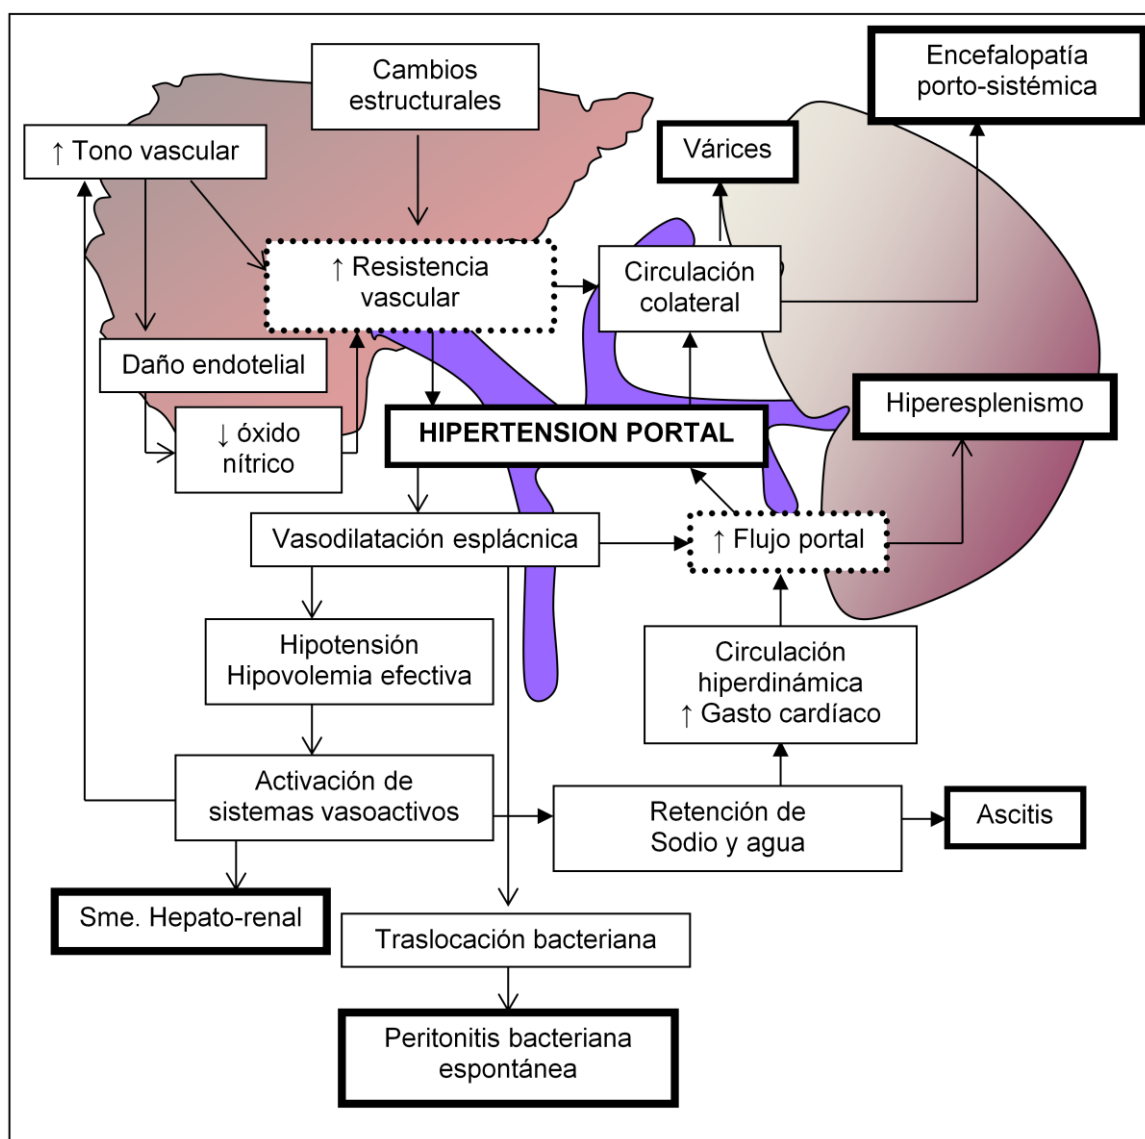 Encefalopatía
porto-sistémica
Cambios
estructurales
↑ Tono vascular
Várices
↑ Resistencia
vascular
Circulación
colateral
Daño endotelial
Hiperesplenismo
↓ óxido
nítrico
HIPERTENSION PORTAL
Vasodilatación esplácnica
↑ Flujo portal
Hipotensión
Hipovolemia efectiva
Circulación
hiperdinámica
↑ Gasto cardíaco
Activación de
sistemas vasoactivos
Retención de
Sodio y agua
Ascitis
Sme. Hepato-renal
Traslocación bacteriana
Peritonitis bacteriana
espontánea